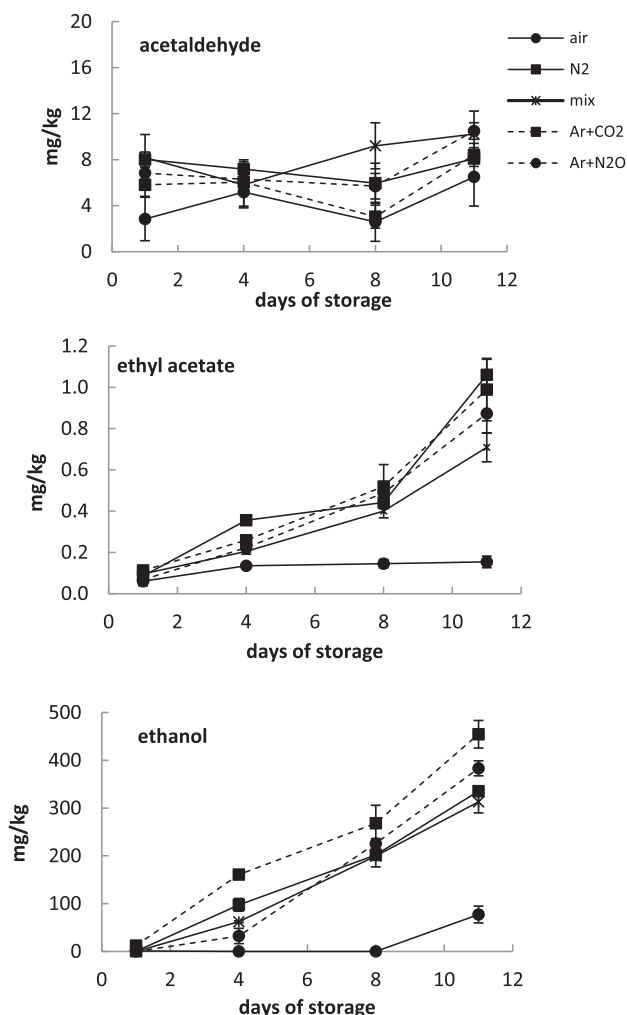 acetaldehyde
mg/kg
20
16
12
8
4
0
0 2 4 6 8 10 12
days of storage
air
N2
mix
Ar+CO2
Ar+N2O
ethyl acetate
mg/kg
1.2
1.0
0.8
0.6
0.4
0.2
0.0
0 2 4 6 8 10 12
days of storage
ethanol
mg/kg
500
400
300
200
100
0
0 2 4 6 8 10 12
days of storage